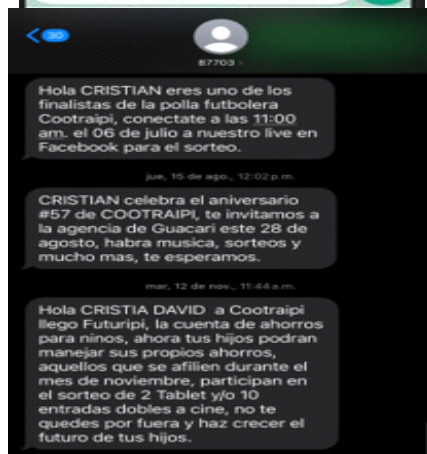 30
87703 >
Hola CRISTIAN eres uno de los
finalistas de la polla futbolera
Cootraipi, conectate a las 11:00
am. el 06 de julio a nuestro live en
Facebook para el sorteo.
jue, 15 de ago., 12:02 p.m.
CRISTIAN celebra el aniversario
#57 de COOTRAIPI, te invitamos a
la agencia de Guacari este 28 de
agosto, habra musica, sorteos y
mucho mas, te esperamos.
mar, 12 de nov., 11:44 a.m.
Hola CRISTIA DAVID a Cootraipi
llego Futuripi, la cuenta de ahorros
para ninos, ahora tus hijos podran
manejar sus propios ahorros,
aquellos que se afilien durante el
mes de noviembre, participan en
el sorteo de 2 Tablet y/o 10
entradas dobles a cine, no te
quedes por fuera y haz crecer el
futuro de tus hijos.